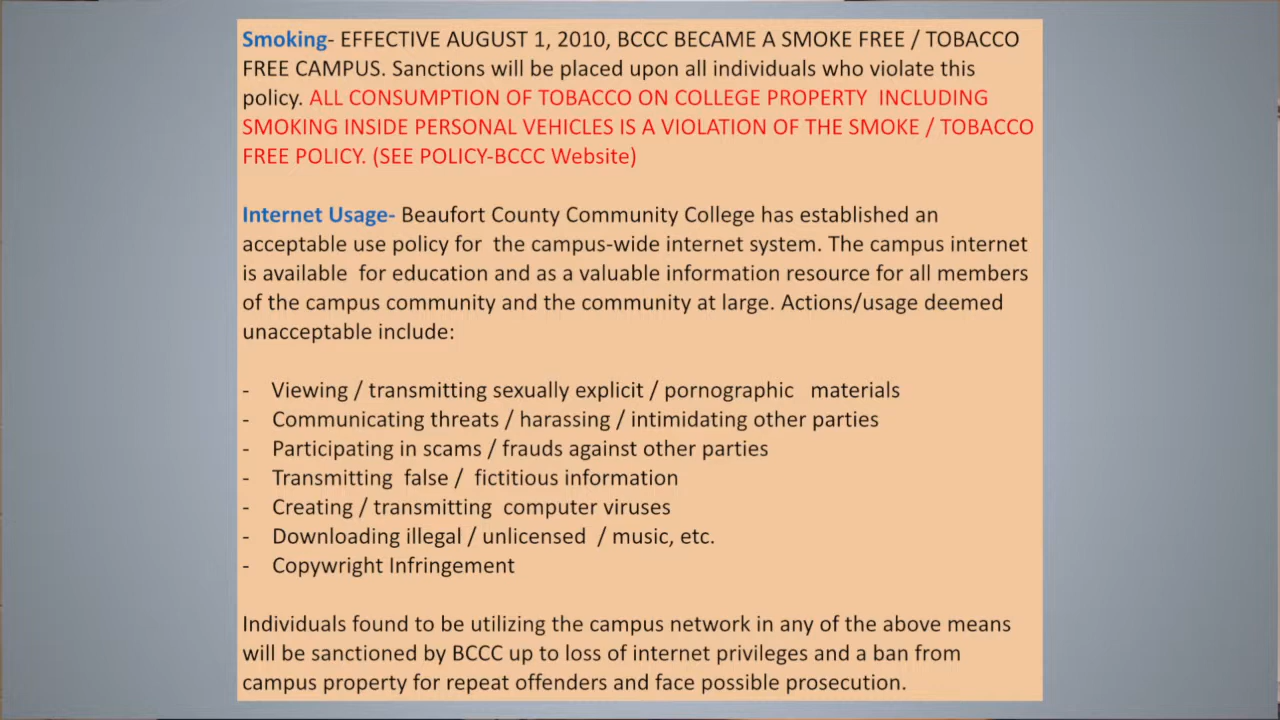 Smoking- EFFECTIVE AUGUST 1, 2010, BCCC BECAME A SMOKE FREE / TOBACCO
FREE CAMPUS. Sanctions will be placed upon all individuals who violate this
policy. ALL CONSUMPTION OF TOBACCO ON COLLEGE PROPERTY INCLUDING
SMOKING INSIDE PERSONAL VEHICLES IS A VIOLATION OF THE SMOKE / TOBACCO
FREE POLICY. (SEE POLICY-BCCC Website)
Internet Usage- Beaufort County Community College has established an
acceptable use policy for the campus-wide internet system. The campus internet
is available for education and as a valuable information resource for all members
of the campus community and the community at large. Actions/usage deemed
unacceptable include:
- Viewing / transmitting sexually explicit / pornographic materials
- Communicating threats / harassing / intimidating other parties
- Participating in scams / frauds against other parties
- Transmitting false / fictitious information
- Creating / transmitting computer viruses
- Downloading illegal / unlicensed / music, etc.
- Copywright Infringement
Individuals found to be utilizing the campus network in any of the above means
will be sanctioned by BCCC up to loss of internet privileges and a ban from
campus property for repeat offenders and face possible prosecution.